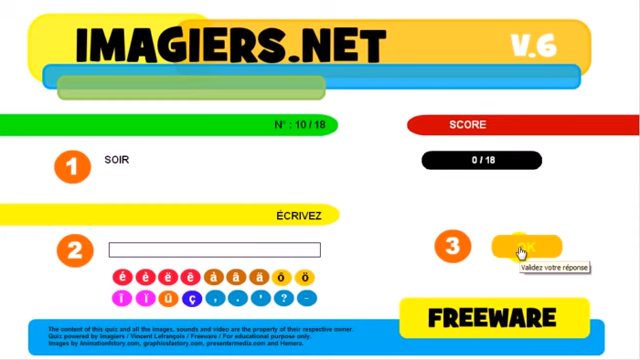 IMAGIERS.NET V.6
N° : 10 / 18
SCORE
1 SOIR
0 / 18
ÉCRIVEZ
2
3 OK
Validez votre réponse
FREEWARE
The content of this quiz and all the images, sounds and video are the property of their respective owner.
Quiz powered by Imagiers / Vincent Lefrançois / Freeware / For educational purpose only.
Images by Animationfctory.com, graphicsfactory.com, presentermedia.com and Hemera.